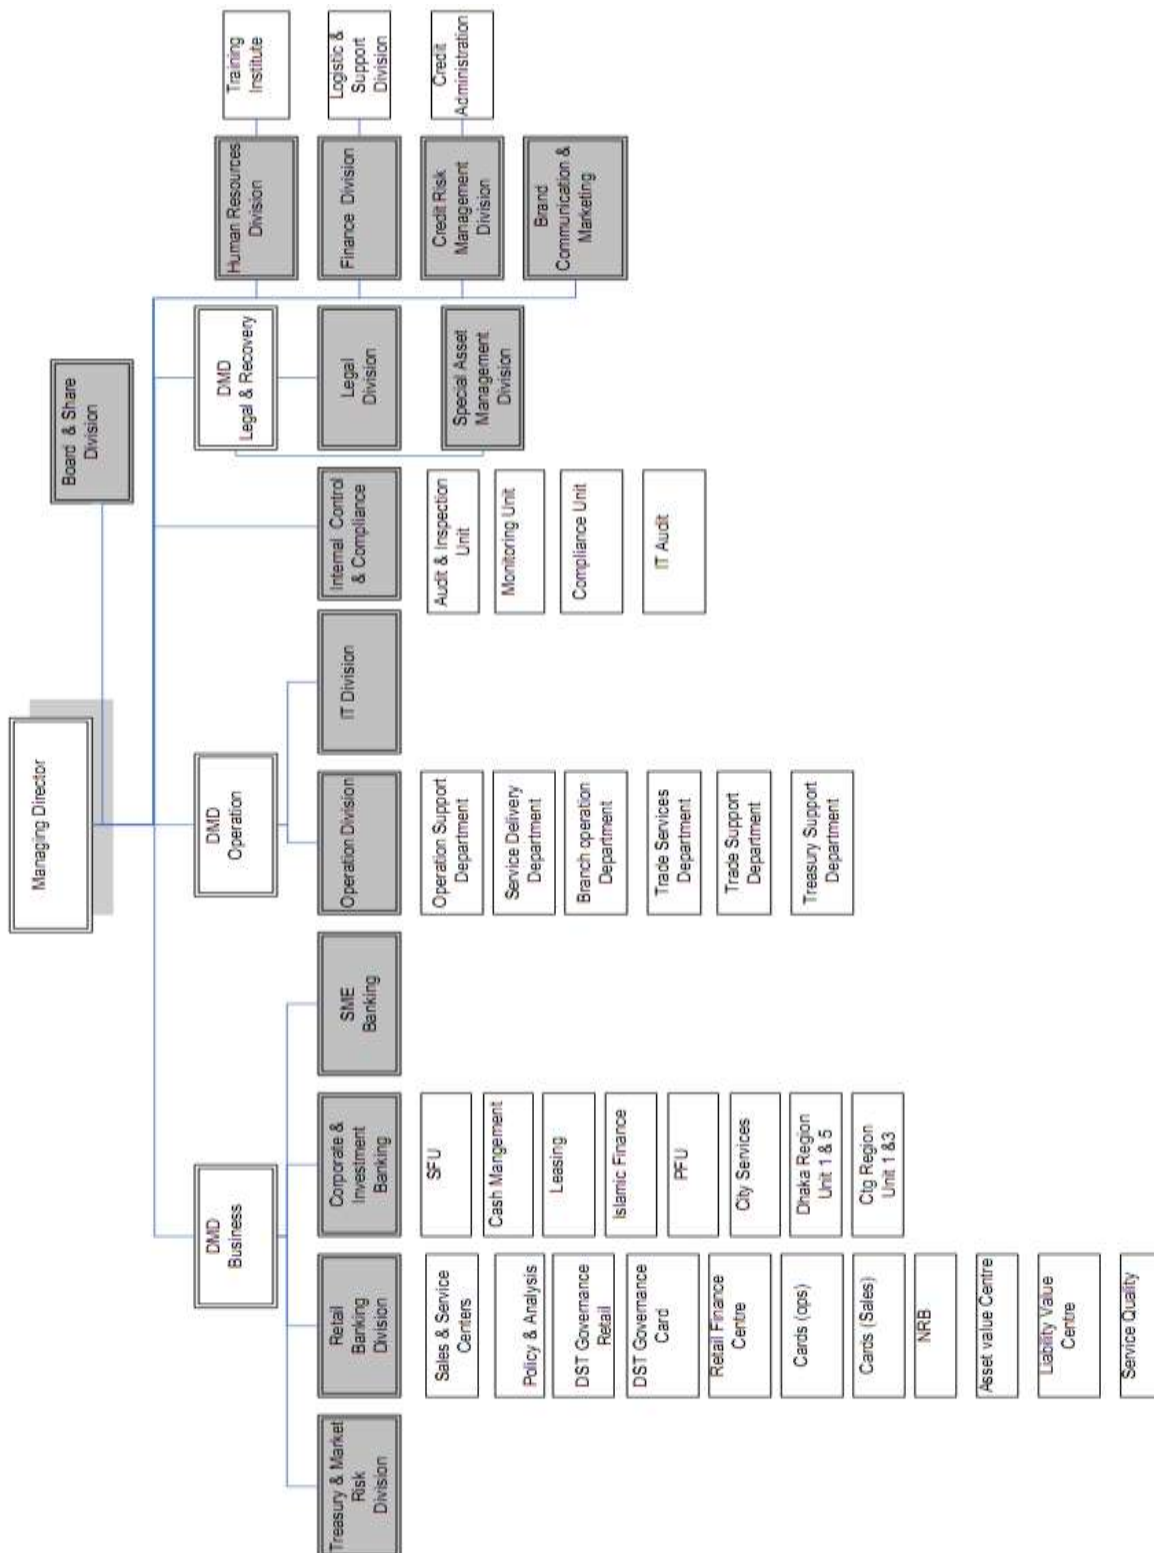 Managing Director
Board & Share
Division
DMD
Business
DMD
Operation
DMD
Legal & Recovery
Treasury & Market
Risk
Division
Retail
Banking
Division
Corporate &
Investment
Banking
SME
Banking
Operation Division
IT Division
Internal Control
& Compliance
Legal
Division
Special Asset
Management
Division
Human Resources
Division
Finance Division
Credit Risk
Management
Division
Brand
Communication &
Marketing
Training
Institute
Logistic &
Support
Division
Credit
Administration
Sales & Service
Centers
Policy & Analysis
DST Governance
Retail
DST Governance
Card
Retail Finance
Centre
Cards (ops)
Cards (Sales)
NRB
Asset value Centre
Liability Value
Centre
Service Quality
SFU
Cash Mangement
Leasing
Islamic Finance
PFU
City Services
Dhaka Region
Unit 1 & 5
Ctg Region
Unit 1 &3
Operation Support
Department
Service Delivery
Department
Branch operation
Department
Trade Services
Department
Trade Support
Department
Treasury Support
Department
Audit & Inspection
Unit
Monitoring Unit
Compliance Unit
IT Audit